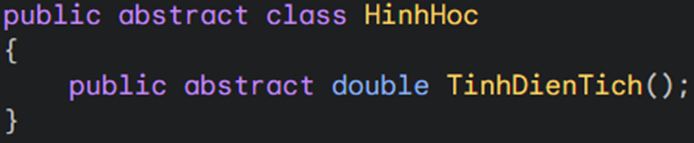 public abstract class HinhHoc
{
    public abstract double TinhDienTich();
}